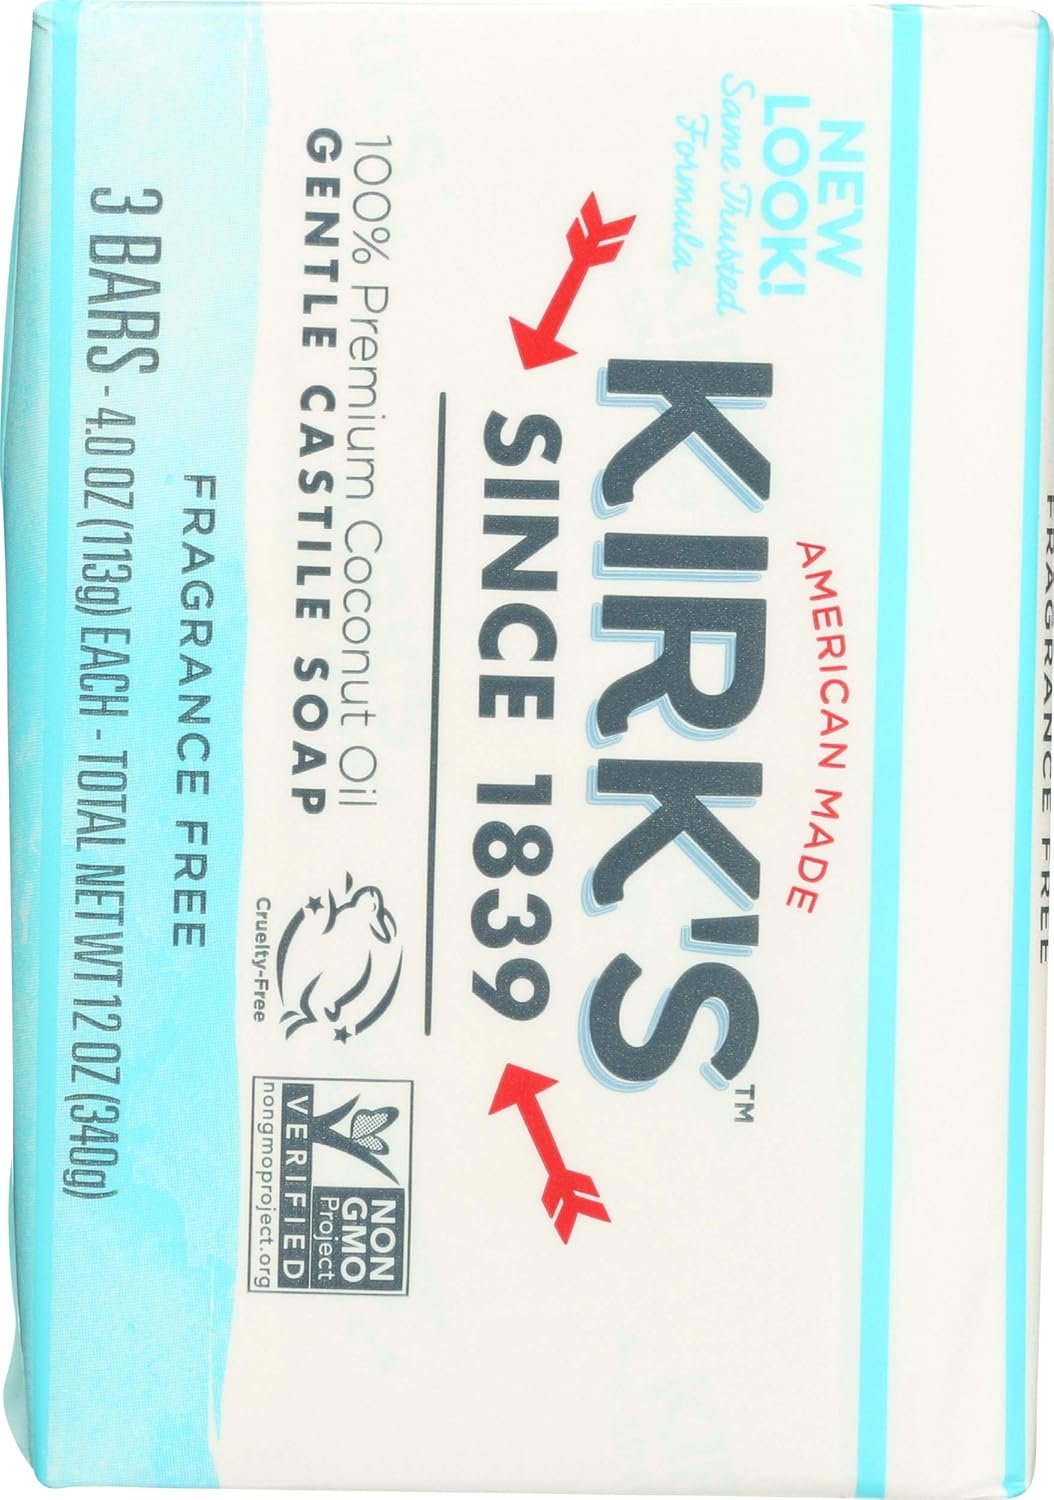 NEW
LOOK!
Same Trusted
Formula
AMERICAN MADE
KIRK'S™
SINCE 1839
100% Premium Coconut Oil
GENTLE CASTILE SOAP
Cruelty-Free
NON
GMO
Project
VERIFIED
nongmoproject.org
FRAGRANCE FREE
3 BARS - 4.0 OZ (113g) EACH - TOTAL NET WT 12 OZ (340g)
FRAGRANCE FREE